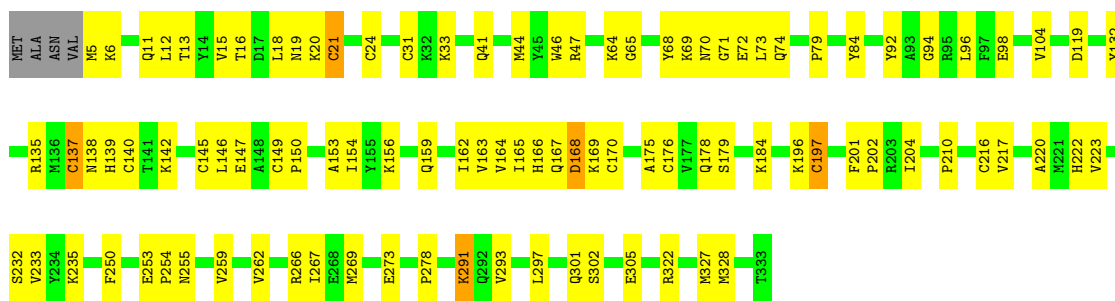 MET ALA ASN VAL M5 K6 Q11 L12 T13 Y14 V15 T16 D17 L18 N19 K20 C21 C24 C31 K32 K33 Q41 M44 Y45 W46 R47 K64 G65 Y68 K69 N70 G71 E72 L73 Q74 P79 Y84 Y92 A93 G94 R95 L96 F97 E98 V104 D119 Y132
R135 M136 C137 N138 H139 C140 T141 K142 C145 L146 E147 A148 C149 P150 A153 I154 Y155 K156 Q159 I162 V163 V164 I165 H166 Q167 D168 K169 C170 A175 C176 V177 Q178 S179 K184 K196 C197 F201 P202 R203 I204 P210 C216 V217 A220 M221 H222 V223
S232 V233 Y234 K235 F250 E253 P254 N255 V259 V262 R266 I267 E268 M269 E273 P278 K291 Q292 V293 L297 Q301 S302 E305 R322 M327 M328 T333